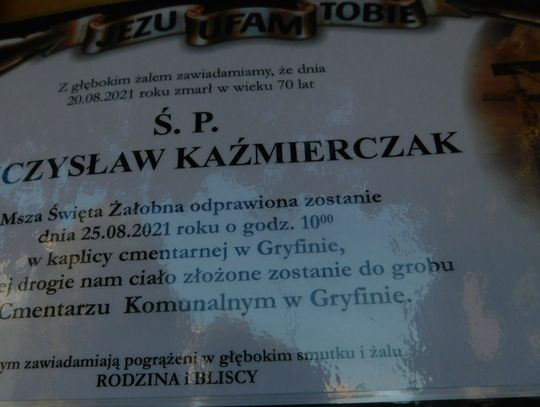 JEZU UFAM TOBIE
Z głębokim żalem zawiadamiamy, że dnia
20.08.2021 roku zmarł w wieku 70 lat
Ś. P.
CZYSŁAW KAŹMIERCZAK
Msza Święta Żałobna odprawiona zostanie
dnia 25.08.2021 roku o godz. 10⁰⁰
w kaplicy cmentarnej w Gryfinie,
ej drogie nam ciało złożone zostanie do grobu
Cmentarzu Komunalnym w Gryfinie.
ym zawiadamiają pogrążeni w głębokim smutku i żalu
RODZINA i BLISCY